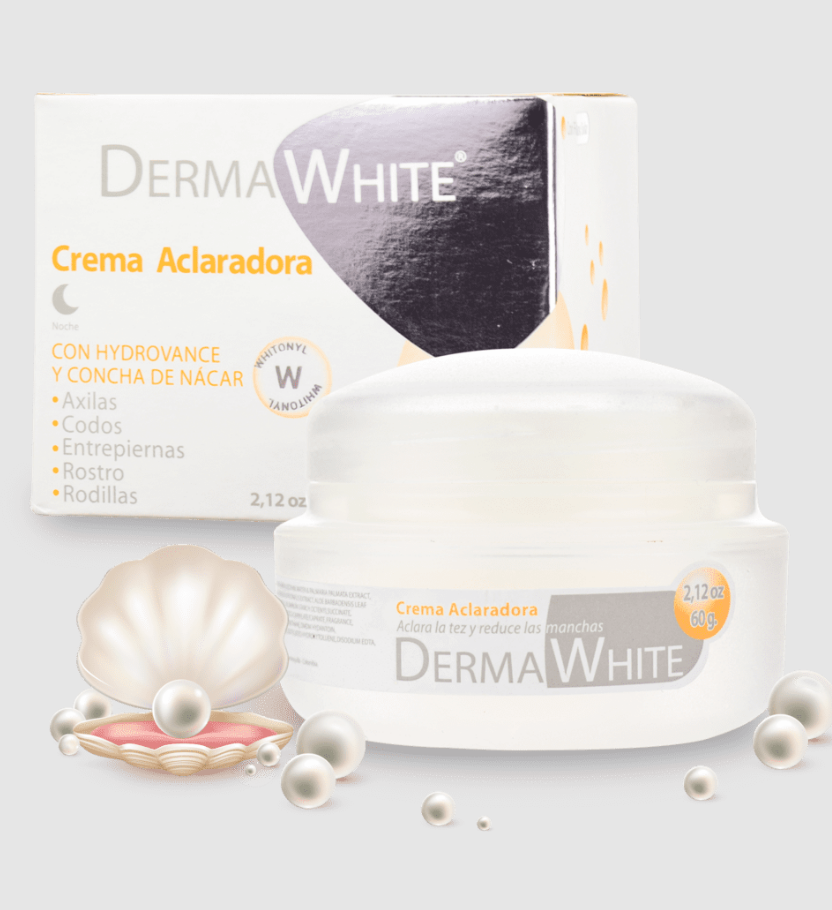 DERMAWHITE®
Crema Aclaradora
Noche
CON HYDROVANCE
Y CONCHA DE NÁCAR
WHITONYL
W
WHITONYL
• Axilas
• Codos
• Entrepiernas
• Rostro
• Rodillas
2,12 oz
Crema Aclaradora
Aclara la tez y reduce las manchas
DERMAWHITE
2,12 oz
60 g.